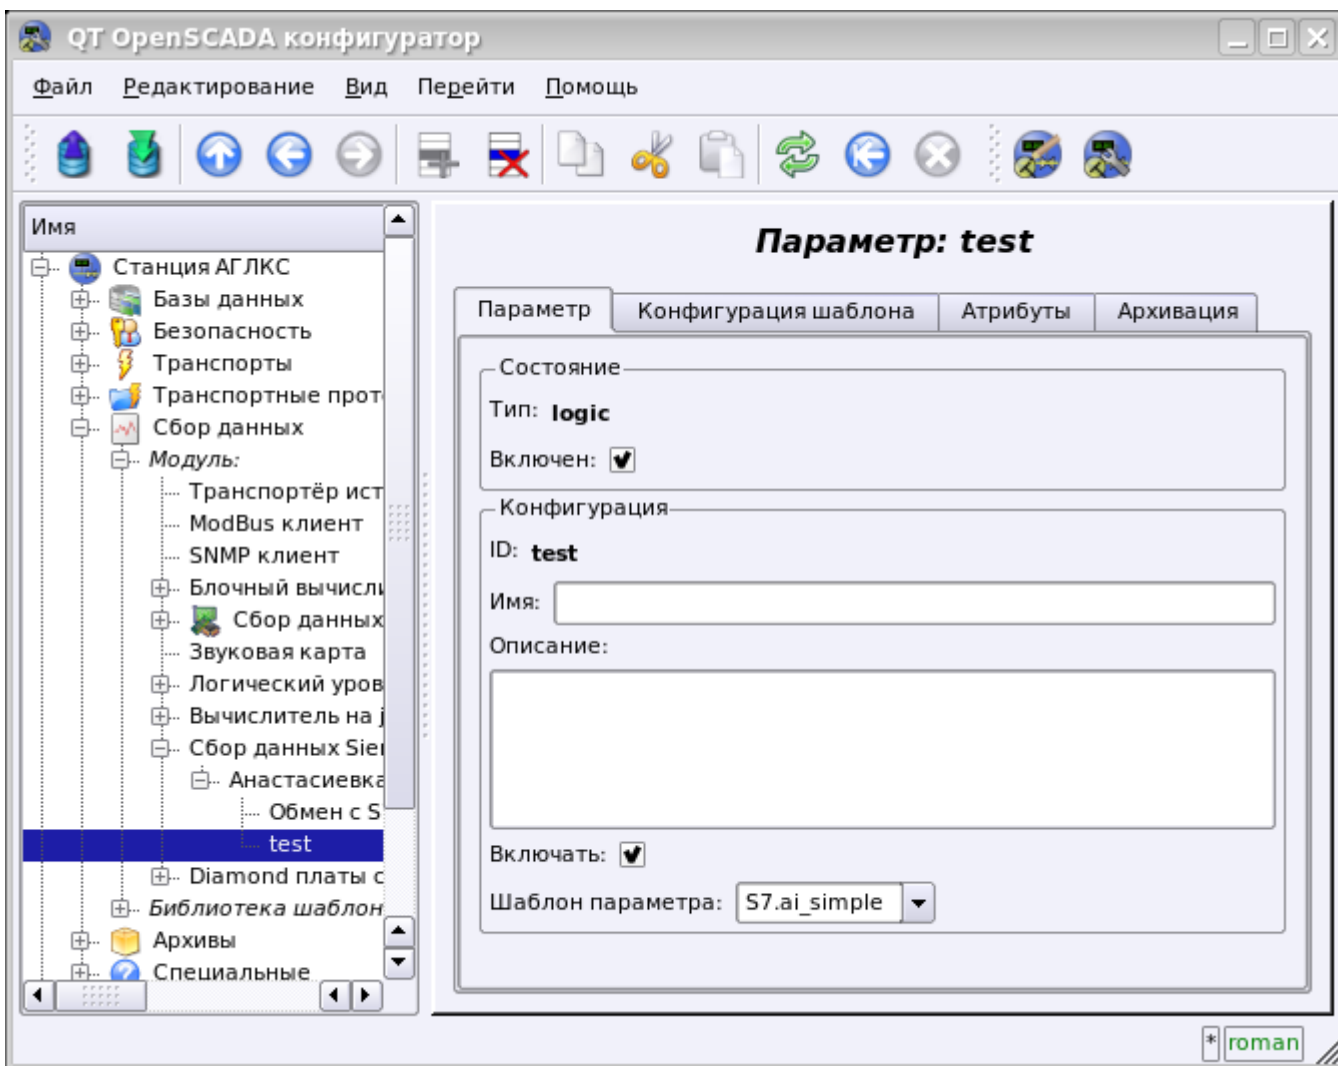 QT OpenSCADA конфигуратор
Файл Редактирование Вид Перейти Помощь
Имя
Станция АГЛКС
Базы данных
Безопасность
Транспорты
Транспортные прот
Сбор данных
Модуль:
Транспортёр ист
ModBus клиент
SNMP клиент
Блочный вычисли
Сбор данных
Звуковая карта
Логический уров
Вычислитель на j
Сбор данных Sie
Анастасиевка
Обмен с S
test
Diamond платы с
Библиотека шаблон
Архивы
Специальные
Параметр: test
Параметр Конфигурация шаблона Атрибуты Архивация
Состояние
Тип: logic
Включен:
Конфигурация
ID: test
Имя:
Описание:
Включать:
Шаблон параметра: S7.ai_simple
* roman